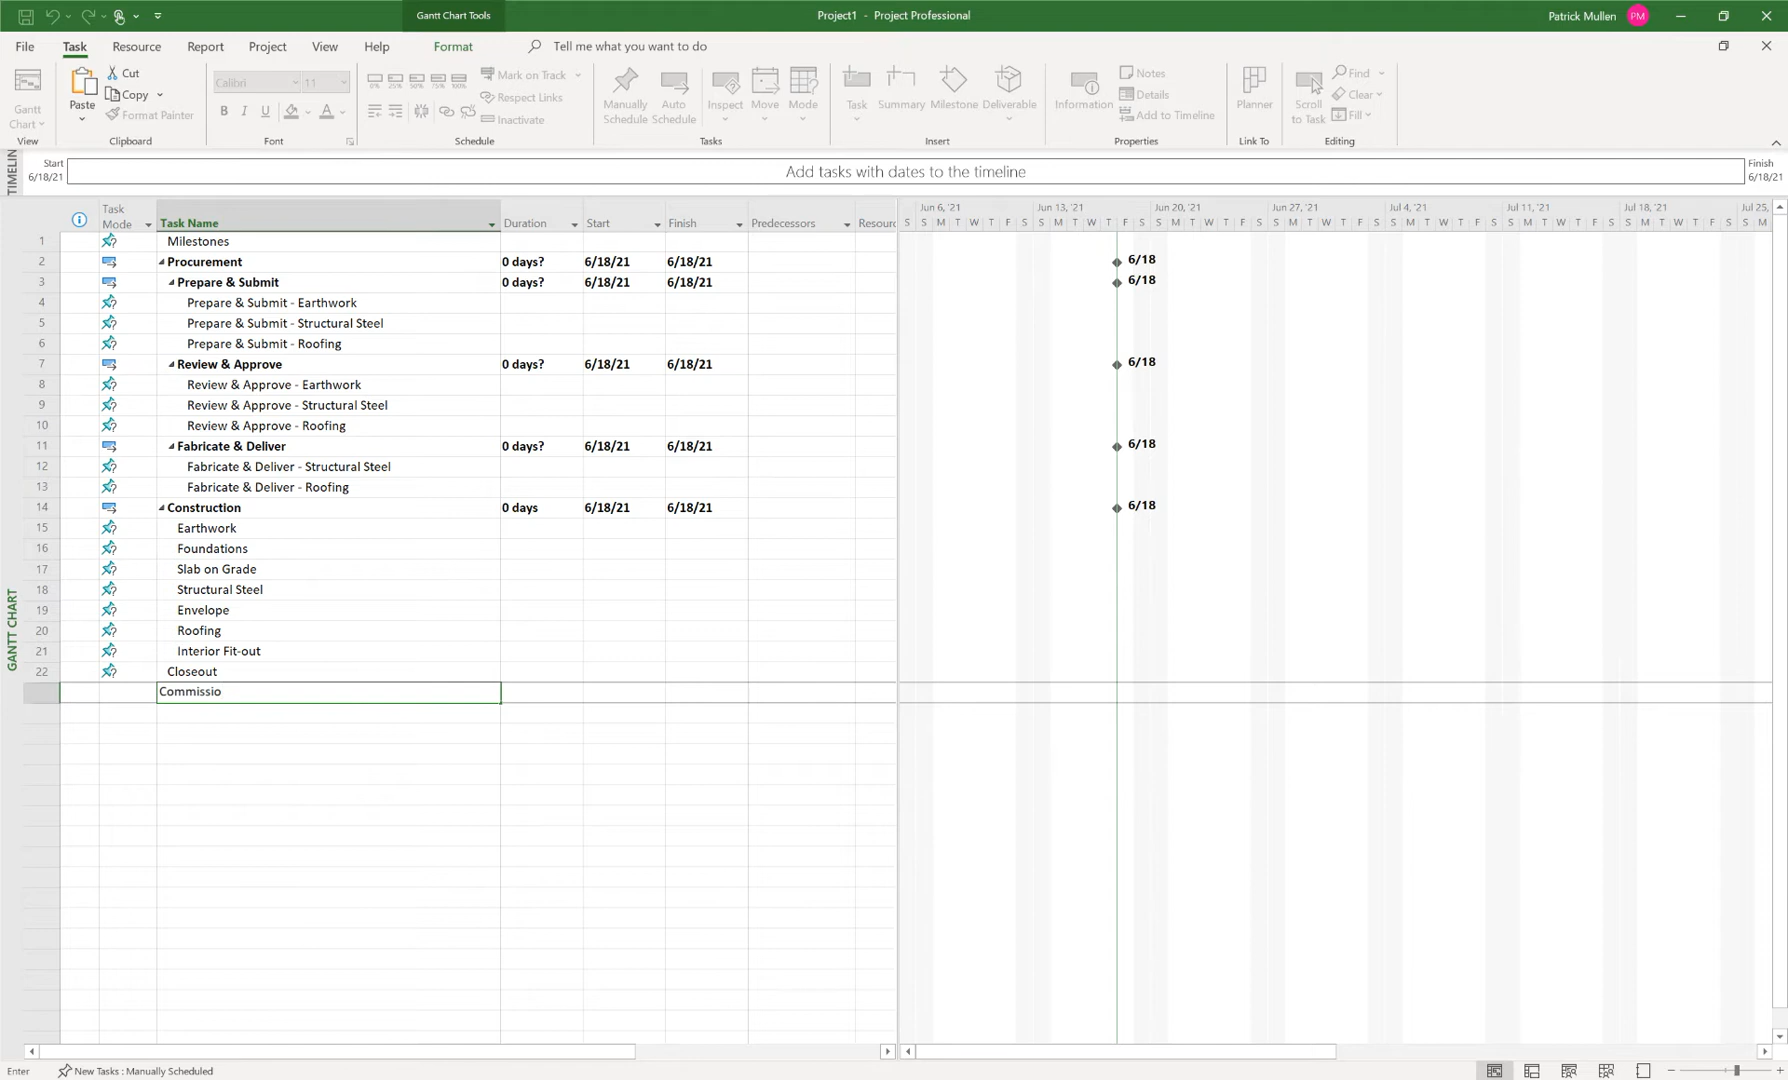 Gantt Chart Tools
Project1 - Project Professional
Patrick Mullen PM
File Task Resource Report Project View Help Format Tell me what you want to do
Gantt Chart
View
Paste
Cut
Copy
Format Painter
Clipboard
Calibri 11
B I U A
Font
0% 25% 50% 75% 100%
Mark on Track
Respect Links
Inactivate
Schedule
Manually Schedule
Auto Schedule
Inspect
Move
Mode
Tasks
Task
Summary
Milestone
Deliverable
Insert
Information
Notes
Details
Add to Timeline
Properties
Planner
Link To
Scroll to Task
Find
Clear
Fill
Editing
TIMELIN
Start
6/18/21
Add tasks with dates to the timeline
Finish
6/18/21
Task Mode Task Name Duration Start Finish Predecessors Resourc
Jun 6, '21 Jun 13, '21 Jun 20, '21 Jun 27, '21 Jul 4, '21 Jul 11, '21 Jul 18, '21 Jul 25,
S M T W T F S S M T W T F S S M T W T F S S M T W T F S S M T W T F S S M T W T F S S M T W T F S S M
1 Milestones
2 Procurement 0 days? 6/18/21 6/18/21 6/18
3 Prepare & Submit 0 days? 6/18/21 6/18/21 6/18
4 Prepare & Submit - Earthwork
5 Prepare & Submit - Structural Steel
6 Prepare & Submit - Roofing
7 Review & Approve 0 days? 6/18/21 6/18/21 6/18
8 Review & Approve - Earthwork
9 Review & Approve - Structural Steel
10 Review & Approve - Roofing
11 Fabricate & Deliver 0 days? 6/18/21 6/18/21 6/18
12 Fabricate & Deliver - Structural Steel
13 Fabricate & Deliver - Roofing
14 Construction 0 days 6/18/21 6/18/21 6/18
15 Earthwork
16 Foundations
17 Slab on Grade
18 Structural Steel
19 Envelope
20 Roofing
21 Interior Fit-out
22 Closeout
Commissio
GANTT CHART
Enter New Tasks : Manually Scheduled